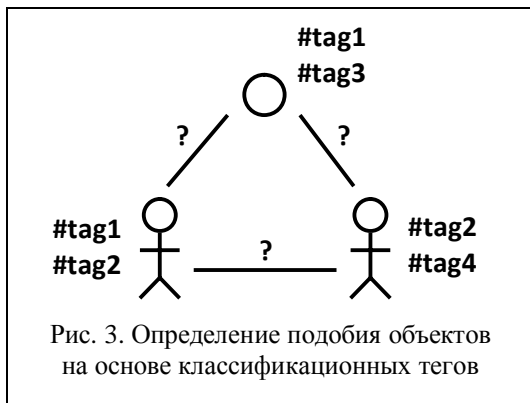 #tag1
#tag3
?
?
#tag1
#tag2
?
#tag2
#tag4
Рис. 3. Определение подобия объектов
на основе классификационных тегов